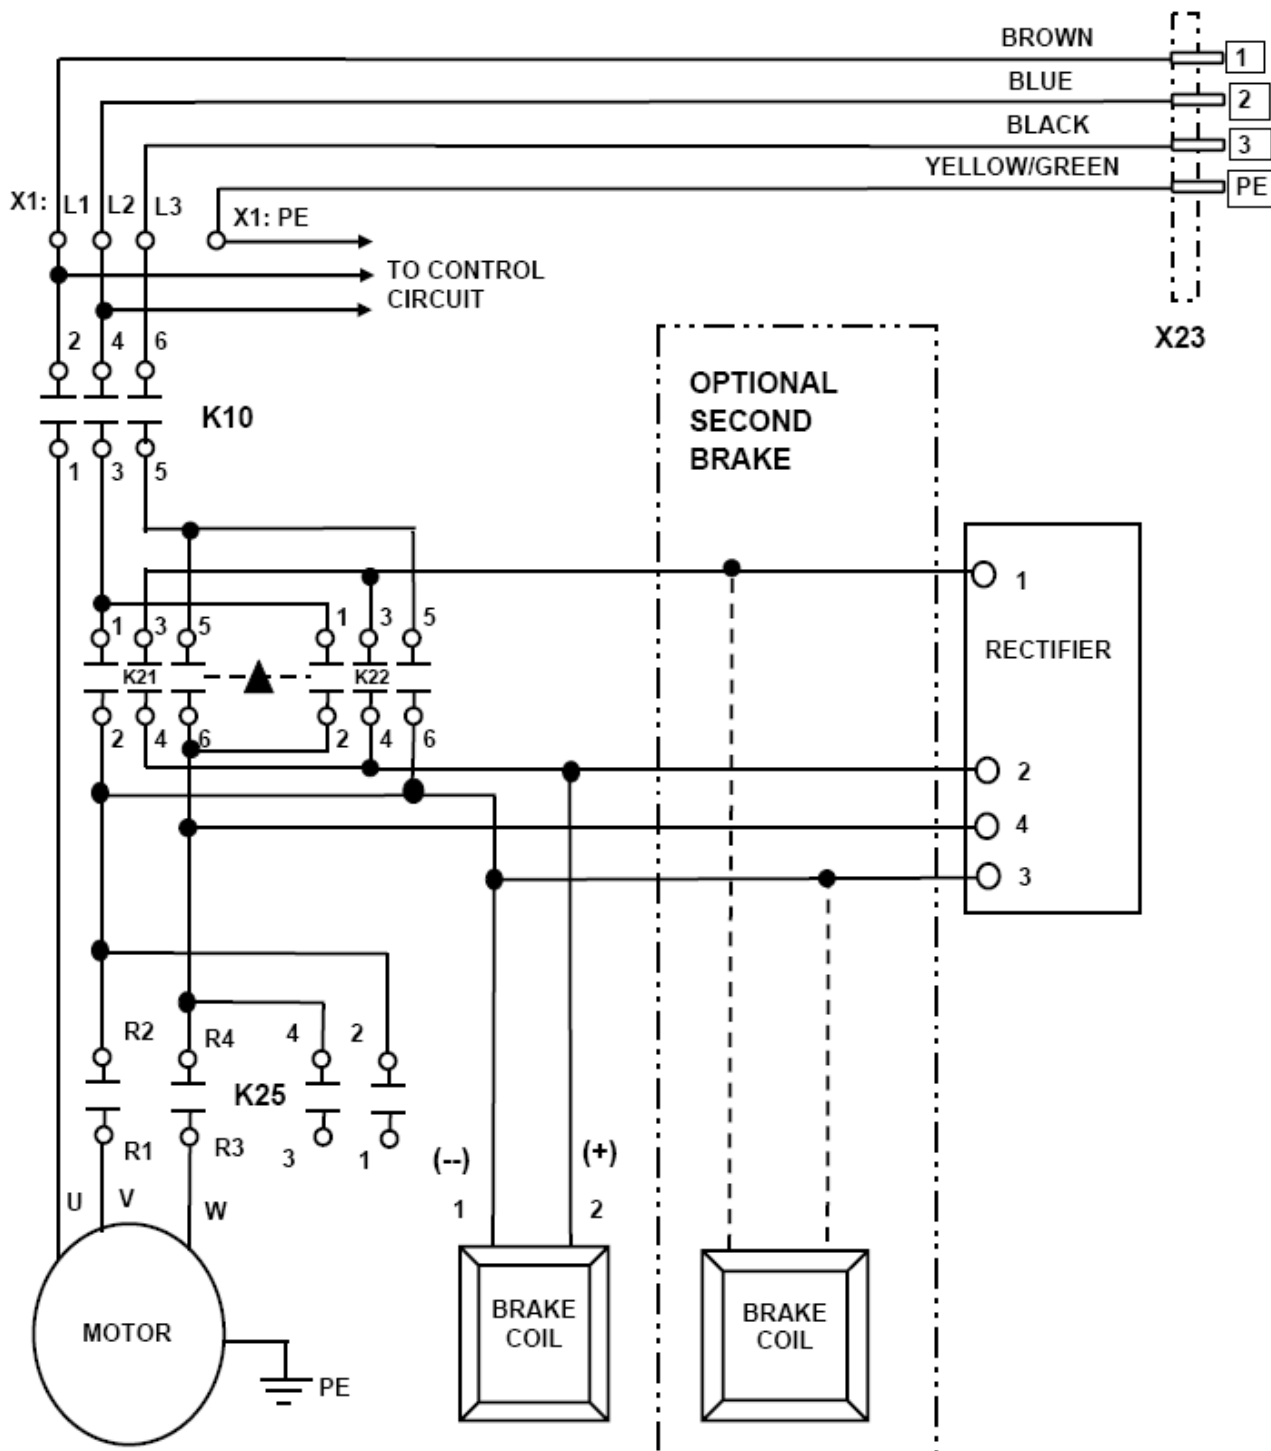 BROWN
1
BLUE
2
BLACK
3
YELLOW/GREEN
PE
X1: L1 L2 L3
X1: PE
TO CONTROL
CIRCUIT
2 4 6
X23
K10
OPTIONAL
SECOND
BRAKE
1 3 5
1
1 3 5 1 3 5
RECTIFIER
K21 K22
2 4 6 2 4 6
2
4
3
R2 R4 4 2
K25
R1 R3 3 1
(--) (+)
U V W 1 2
BRAKE
COIL
BRAKE
COIL
MOTOR
PE